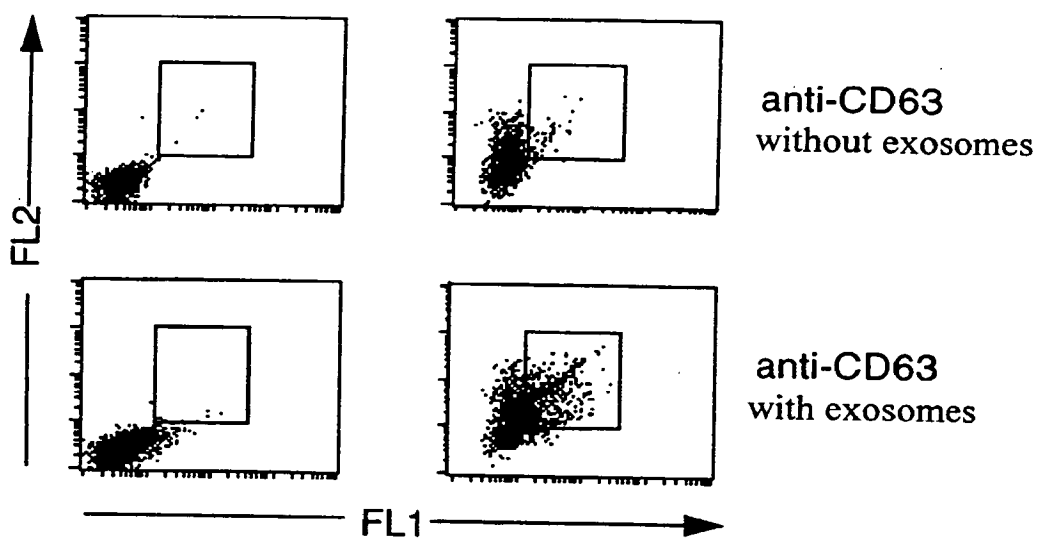 anti-CD63
without exosomes
FL2
anti-CD63
with exosomes
FL1